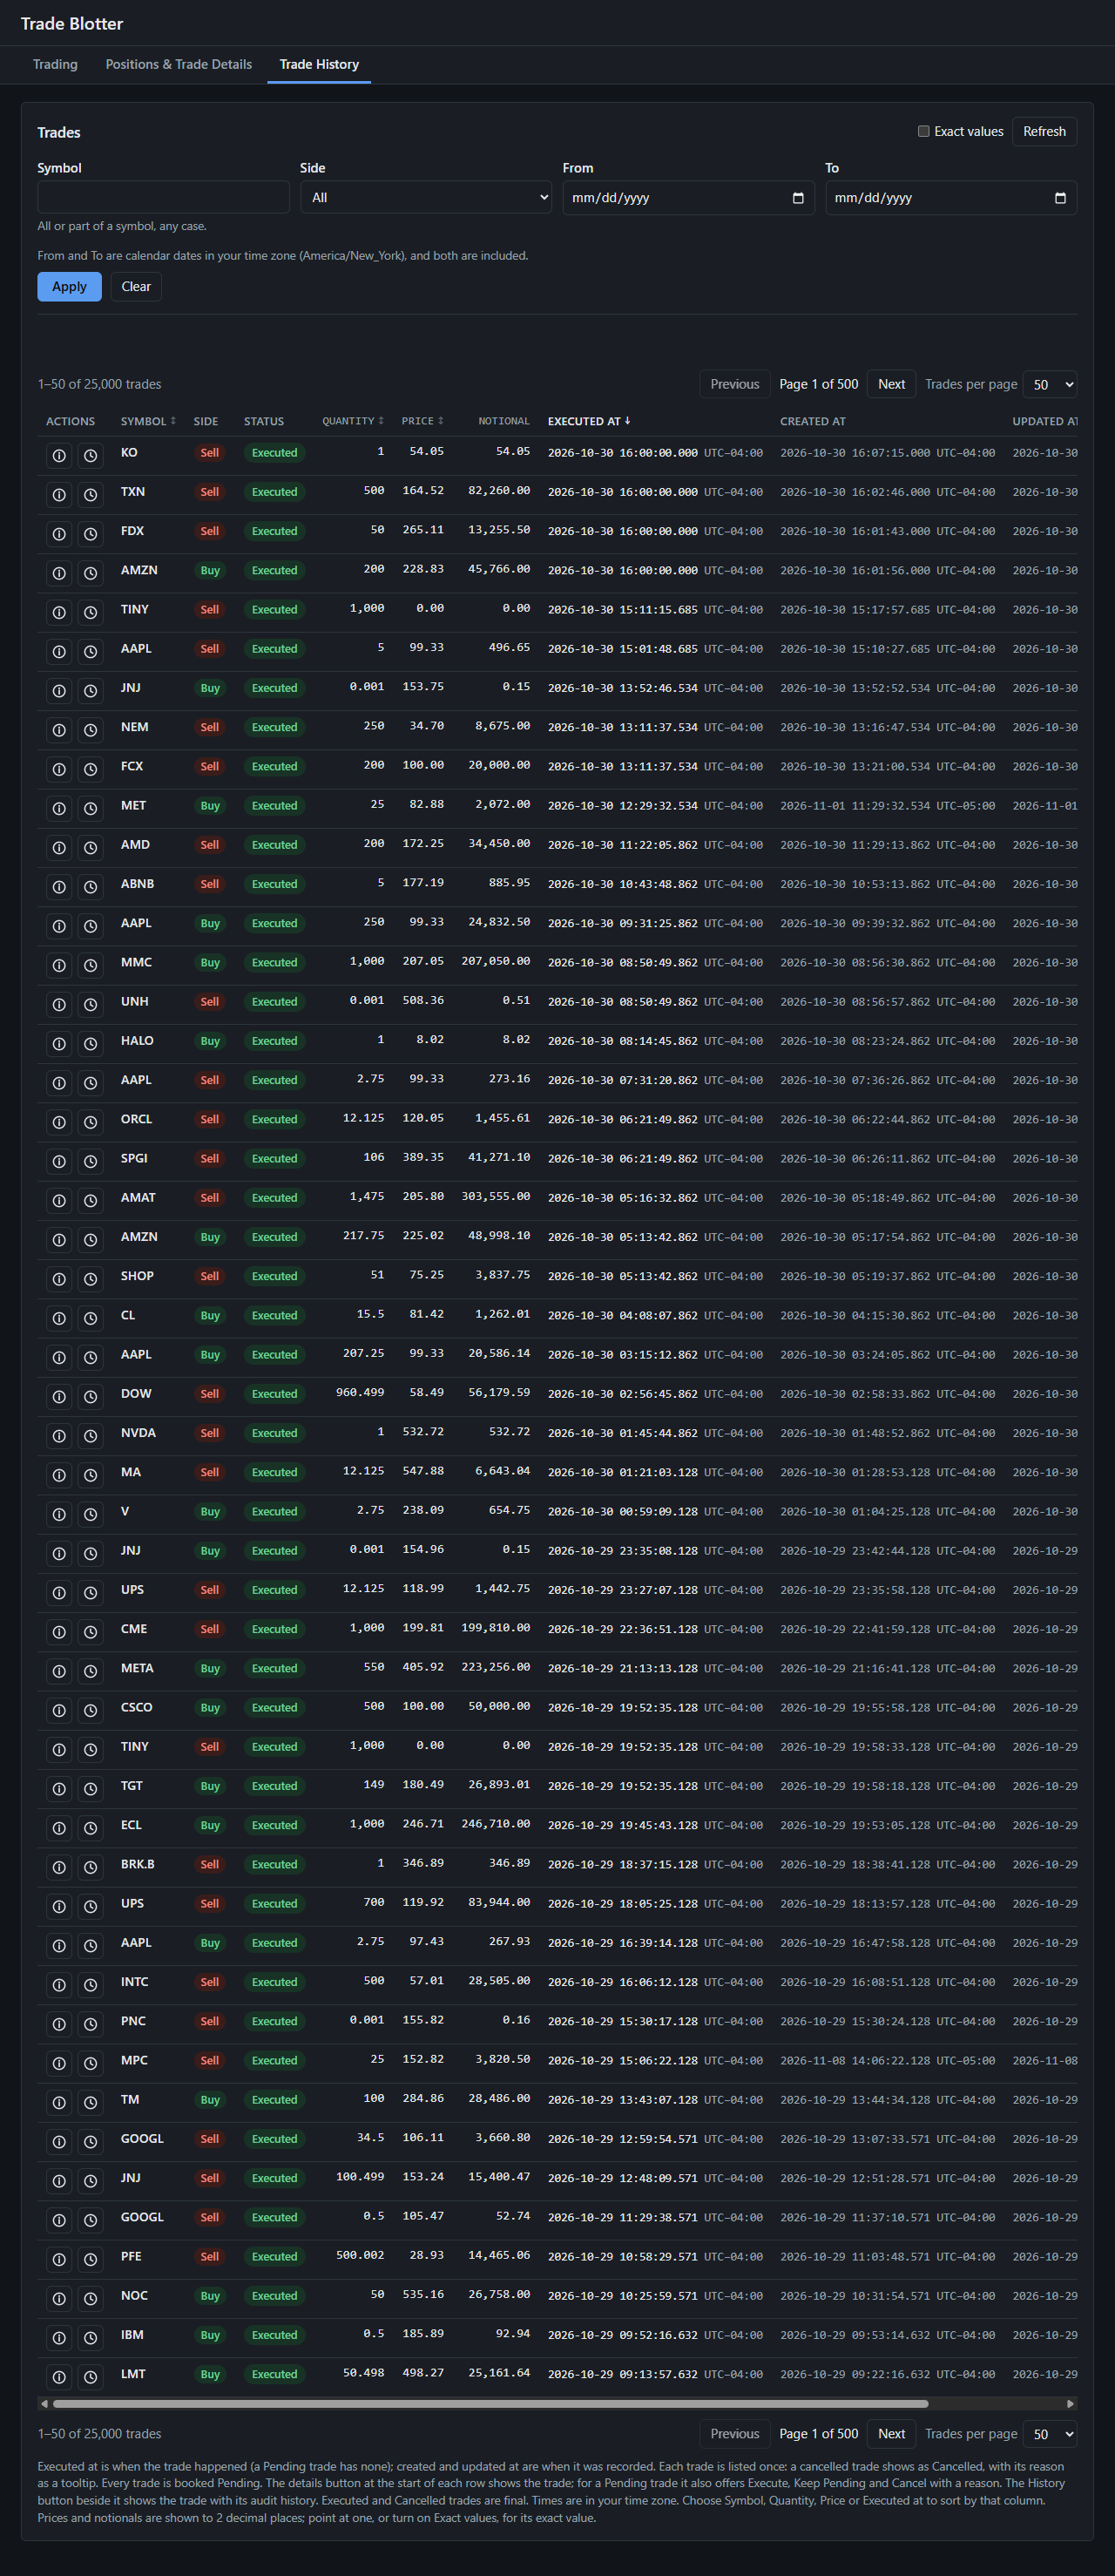 Trade Blotter
Trading Positions & Trade Details Trade History
Trades Exact values Refresh
Symbol Side From To
All mm/dd/yyyy mm/dd/yyyy
All or part of a symbol, any case.
From and To are calendar dates in your time zone (America/New_York), and both are included.
Apply Clear
1–50 of 25,000 trades Previous Page 1 of 500 Next Trades per page 50
ACTIONS SYMBOL SIDE STATUS QUANTITY PRICE NOTIONAL EXECUTED AT CREATED AT UPDATED AT
KO Sell Executed 1 54.05 54.05 2026-10-30 16:00:00.000 UTC−04:00 2026-10-30 16:07:15.000 UTC−04:00 2026-10-30
TXN Sell Executed 500 164.52 82,260.00 2026-10-30 16:00:00.000 UTC−04:00 2026-10-30 16:02:46.000 UTC−04:00 2026-10-30
FDX Sell Executed 50 265.11 13,255.50 2026-10-30 16:00:00.000 UTC−04:00 2026-10-30 16:01:43.000 UTC−04:00 2026-10-30
AMZN Buy Executed 200 228.83 45,766.00 2026-10-30 16:00:00.000 UTC−04:00 2026-10-30 16:01:56.000 UTC−04:00 2026-10-30
TINY Sell Executed 1,000 0.00 0.00 2026-10-30 15:11:15.685 UTC−04:00 2026-10-30 15:17:57.685 UTC−04:00 2026-10-30
AAPL Sell Executed 5 99.33 496.65 2026-10-30 15:01:48.685 UTC−04:00 2026-10-30 15:10:27.685 UTC−04:00 2026-10-30
JNJ Buy Executed 0.001 153.75 0.15 2026-10-30 13:52:46.534 UTC−04:00 2026-10-30 13:52:52.534 UTC−04:00 2026-10-30
NEM Sell Executed 250 34.70 8,675.00 2026-10-30 13:11:37.534 UTC−04:00 2026-10-30 13:16:47.534 UTC−04:00 2026-10-30
FCX Sell Executed 200 100.00 20,000.00 2026-10-30 13:11:37.534 UTC−04:00 2026-10-30 13:21:00.534 UTC−04:00 2026-10-30
MET Buy Executed 25 82.88 2,072.00 2026-10-30 12:29:32.534 UTC−04:00 2026-11-01 11:29:32.534 UTC−05:00 2026-11-01
AMD Sell Executed 200 172.25 34,450.00 2026-10-30 11:22:05.862 UTC−04:00 2026-10-30 11:29:13.862 UTC−04:00 2026-10-30
ABNB Sell Executed 5 177.19 885.95 2026-10-30 10:43:48.862 UTC−04:00 2026-10-30 10:53:13.862 UTC−04:00 2026-10-30
AAPL Buy Executed 250 99.33 24,832.50 2026-10-30 09:31:25.862 UTC−04:00 2026-10-30 09:39:32.862 UTC−04:00 2026-10-30
MMC Buy Executed 1,000 207.05 207,050.00 2026-10-30 08:50:49.862 UTC−04:00 2026-10-30 08:56:30.862 UTC−04:00 2026-10-30
UNH Sell Executed 0.001 508.36 0.51 2026-10-30 08:50:49.862 UTC−04:00 2026-10-30 08:56:57.862 UTC−04:00 2026-10-30
HALO Buy Executed 1 8.02 8.02 2026-10-30 08:14:45.862 UTC−04:00 2026-10-30 08:23:24.862 UTC−04:00 2026-10-30
AAPL Sell Executed 2.75 99.33 273.16 2026-10-30 07:31:20.862 UTC−04:00 2026-10-30 07:36:26.862 UTC−04:00 2026-10-30
ORCL Sell Executed 12.125 120.05 1,455.61 2026-10-30 06:21:49.862 UTC−04:00 2026-10-30 06:22:44.862 UTC−04:00 2026-10-30
SPGI Sell Executed 106 389.35 41,271.10 2026-10-30 06:21:49.862 UTC−04:00 2026-10-30 06:26:11.862 UTC−04:00 2026-10-30
AMAT Sell Executed 1,475 205.80 303,555.00 2026-10-30 05:16:32.862 UTC−04:00 2026-10-30 05:18:49.862 UTC−04:00 2026-10-30
AMZN Buy Executed 217.75 225.02 48,998.10 2026-10-30 05:13:42.862 UTC−04:00 2026-10-30 05:17:54.862 UTC−04:00 2026-10-30
SHOP Sell Executed 51 75.25 3,837.75 2026-10-30 05:13:42.862 UTC−04:00 2026-10-30 05:19:37.862 UTC−04:00 2026-10-30
CL Buy Executed 15.5 81.42 1,262.01 2026-10-30 04:08:07.862 UTC−04:00 2026-10-30 04:15:30.862 UTC−04:00 2026-10-30
AAPL Buy Executed 207.25 99.33 20,586.14 2026-10-30 03:15:12.862 UTC−04:00 2026-10-30 03:24:05.862 UTC−04:00 2026-10-30
DOW Sell Executed 960.499 58.49 56,179.59 2026-10-30 02:56:45.862 UTC−04:00 2026-10-30 02:58:33.862 UTC−04:00 2026-10-30
NVDA Sell Executed 1 532.72 532.72 2026-10-30 01:45:44.862 UTC−04:00 2026-10-30 01:48:52.862 UTC−04:00 2026-10-30
MA Sell Executed 12.125 547.88 6,643.04 2026-10-30 01:21:03.128 UTC−04:00 2026-10-30 01:28:53.128 UTC−04:00 2026-10-30
V Buy Executed 2.75 238.09 654.75 2026-10-30 00:59:09.128 UTC−04:00 2026-10-30 01:04:25.128 UTC−04:00 2026-10-30
JNJ Buy Executed 0.001 154.96 0.15 2026-10-29 23:35:08.128 UTC−04:00 2026-10-29 23:42:44.128 UTC−04:00 2026-10-29
UPS Sell Executed 12.125 118.99 1,442.75 2026-10-29 23:27:07.128 UTC−04:00 2026-10-29 23:35:58.128 UTC−04:00 2026-10-29
CME Sell Executed 1,000 199.81 199,810.00 2026-10-29 22:36:51.128 UTC−04:00 2026-10-29 22:41:59.128 UTC−04:00 2026-10-29
META Buy Executed 550 405.92 223,256.00 2026-10-29 21:13:13.128 UTC−04:00 2026-10-29 21:16:41.128 UTC−04:00 2026-10-29
CSCO Buy Executed 500 100.00 50,000.00 2026-10-29 19:52:35.128 UTC−04:00 2026-10-29 19:55:58.128 UTC−04:00 2026-10-29
TINY Sell Executed 1,000 0.00 0.00 2026-10-29 19:52:35.128 UTC−04:00 2026-10-29 19:58:33.128 UTC−04:00 2026-10-29
TGT Buy Executed 149 180.49 26,893.01 2026-10-29 19:52:35.128 UTC−04:00 2026-10-29 19:58:18.128 UTC−04:00 2026-10-29
ECL Buy Executed 1,000 246.71 246,710.00 2026-10-29 19:45:43.128 UTC−04:00 2026-10-29 19:53:05.128 UTC−04:00 2026-10-29
BRK.B Sell Executed 1 346.89 346.89 2026-10-29 18:37:15.128 UTC−04:00 2026-10-29 18:38:41.128 UTC−04:00 2026-10-29
UPS Sell Executed 700 119.92 83,944.00 2026-10-29 18:05:25.128 UTC−04:00 2026-10-29 18:13:57.128 UTC−04:00 2026-10-29
AAPL Buy Executed 2.75 97.43 267.93 2026-10-29 16:39:14.128 UTC−04:00 2026-10-29 16:47:58.128 UTC−04:00 2026-10-29
INTC Sell Executed 500 57.01 28,505.00 2026-10-29 16:06:12.128 UTC−04:00 2026-10-29 16:08:51.128 UTC−04:00 2026-10-29
PNC Sell Executed 0.001 155.82 0.16 2026-10-29 15:30:17.128 UTC−04:00 2026-10-29 15:30:24.128 UTC−04:00 2026-10-29
MPC Sell Executed 25 152.82 3,820.50 2026-10-29 15:06:22.128 UTC−04:00 2026-11-08 14:06:22.128 UTC−05:00 2026-11-08
TM Buy Executed 100 284.86 28,486.00 2026-10-29 13:43:07.128 UTC−04:00 2026-10-29 13:44:34.128 UTC−04:00 2026-10-29
GOOGL Sell Executed 34.5 106.11 3,660.80 2026-10-29 12:59:54.571 UTC−04:00 2026-10-29 13:07:33.571 UTC−04:00 2026-10-29
JNJ Sell Executed 100.499 153.24 15,400.47 2026-10-29 12:48:09.571 UTC−04:00 2026-10-29 12:51:28.571 UTC−04:00 2026-10-29
GOOGL Sell Executed 0.5 105.47 52.74 2026-10-29 11:29:38.571 UTC−04:00 2026-10-29 11:37:10.571 UTC−04:00 2026-10-29
PFE Sell Executed 500.002 28.93 14,465.06 2026-10-29 10:58:29.571 UTC−04:00 2026-10-29 11:03:48.571 UTC−04:00 2026-10-29
NOC Buy Executed 50 535.16 26,758.00 2026-10-29 10:25:59.571 UTC−04:00 2026-10-29 10:31:54.571 UTC−04:00 2026-10-29
IBM Buy Executed 0.5 185.89 92.94 2026-10-29 09:52:16.632 UTC−04:00 2026-10-29 09:53:14.632 UTC−04:00 2026-10-29
LMT Buy Executed 50.498 498.27 25,161.64 2026-10-29 09:13:57.632 UTC−04:00 2026-10-29 09:22:16.632 UTC−04:00 2026-10-29
1–50 of 25,000 trades Previous Page 1 of 500 Next Trades per page 50
Executed at is when the trade happened (a Pending trade has none); created and updated at are when it was recorded. Each trade is listed once: a cancelled trade shows as Cancelled, with its reason
as a tooltip. Every trade is booked Pending. The details button at the start of each row shows the trade; for a Pending trade it also offers Execute, Keep Pending and Cancel with a reason. The History
button beside it shows the trade with its audit history. Executed and Cancelled trades are final. Times are in your time zone. Choose Symbol, Quantity, Price or Executed at to sort by that column.
Prices and notionals are shown to 2 decimal places; point at one, or turn on Exact values, for its exact value.